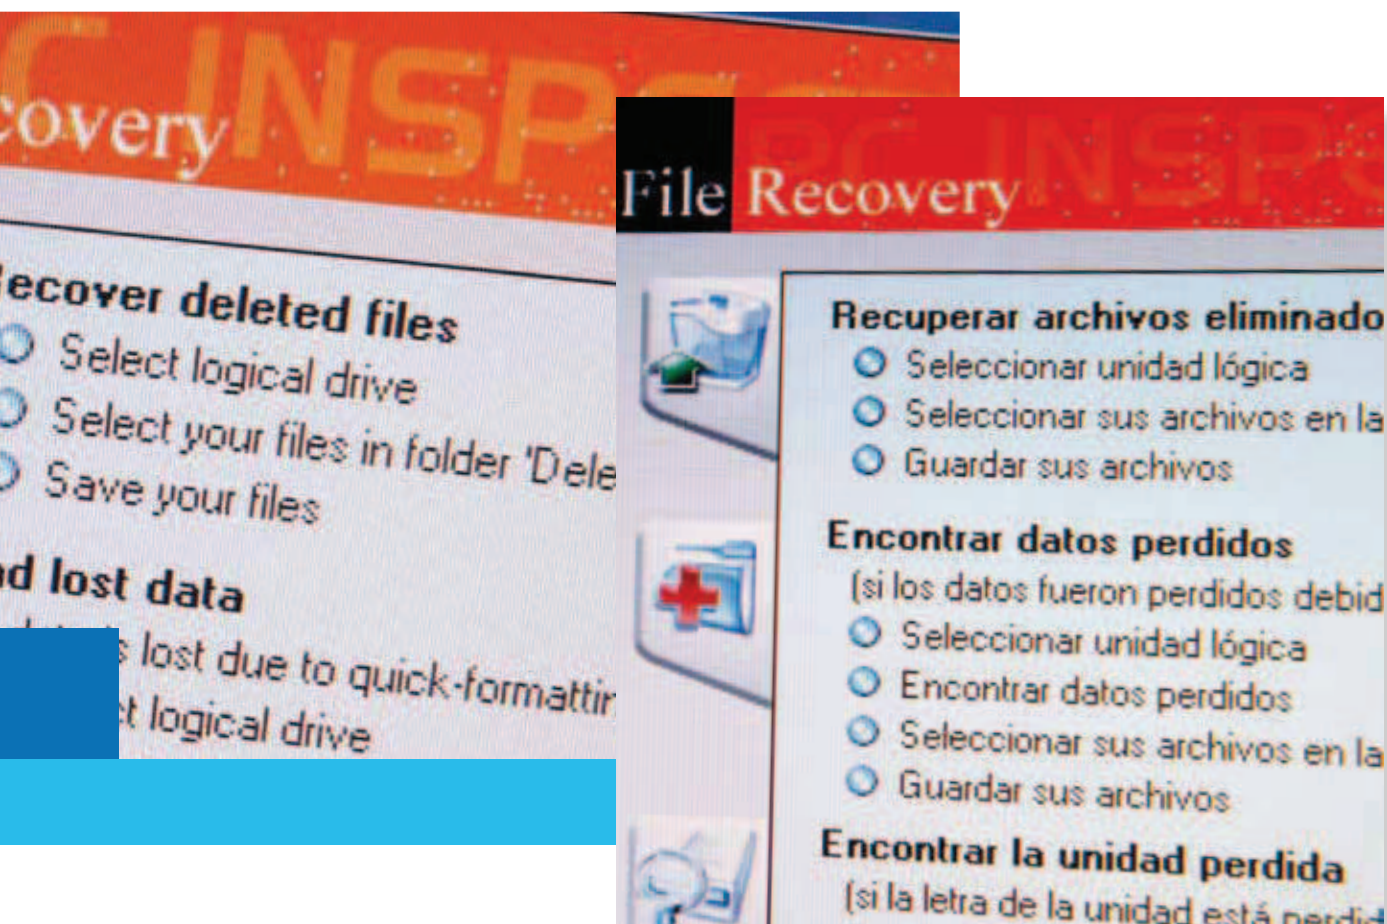 C INSPEC
covery
ecover deleted files
Select logical drive
Select your files in folder 'Dele
Save your files
d lost data
s lost due to quick-formattin
ct logical drive
PC INSPEC
File Recovery
Recuperar archivos eliminado
Seleccionar unidad lógica
Seleccionar sus archivos en la
Guardar sus archivos
Encontrar datos perdidos
(si los datos fueron perdidos debid
Seleccionar unidad lógica
Encontrar datos perdidos
Seleccionar sus archivos en la
Guardar sus archivos
Encontrar la unidad perdida
(si la letra de la unidad está perdid